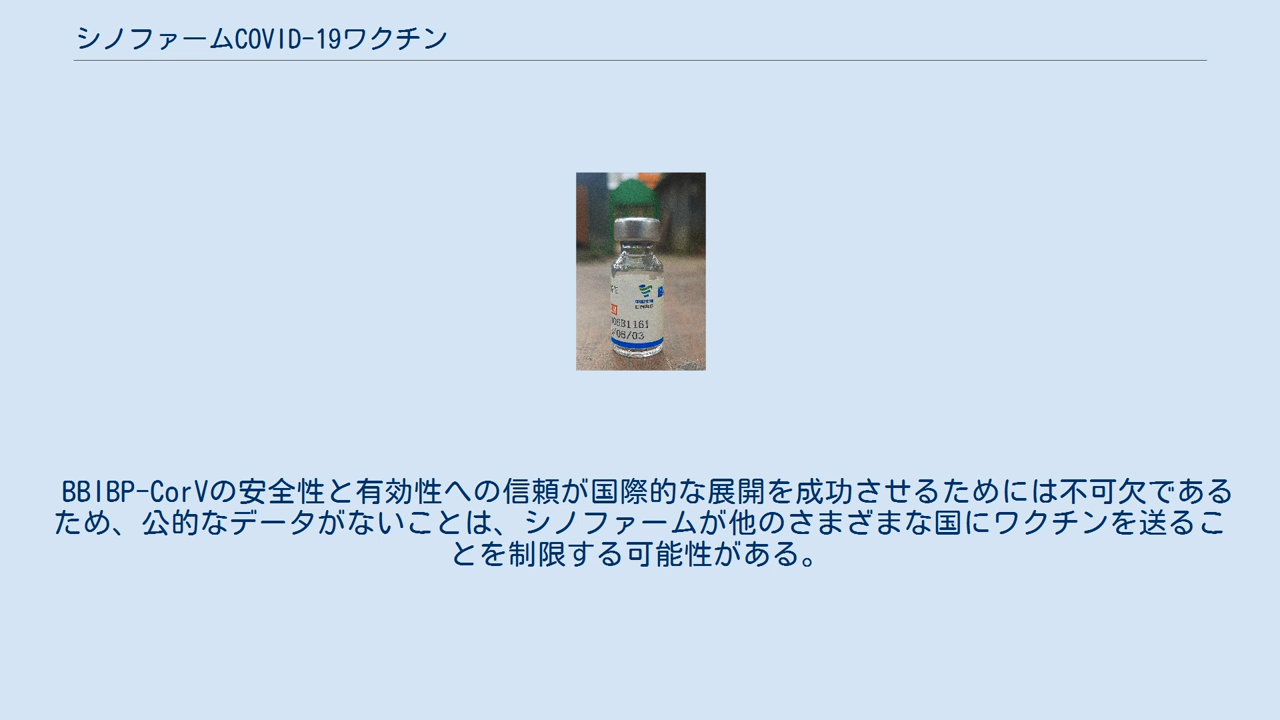 シノファームCOVID-19ワクチン
BBIBP-CorVの安全性と有効性への信頼が国際的な展開を成功させるためには不可欠である
ため、公的なデータがないことは、シノファームが他のさまざまな国にワクチンを送るこ
とを制限する可能性がある。